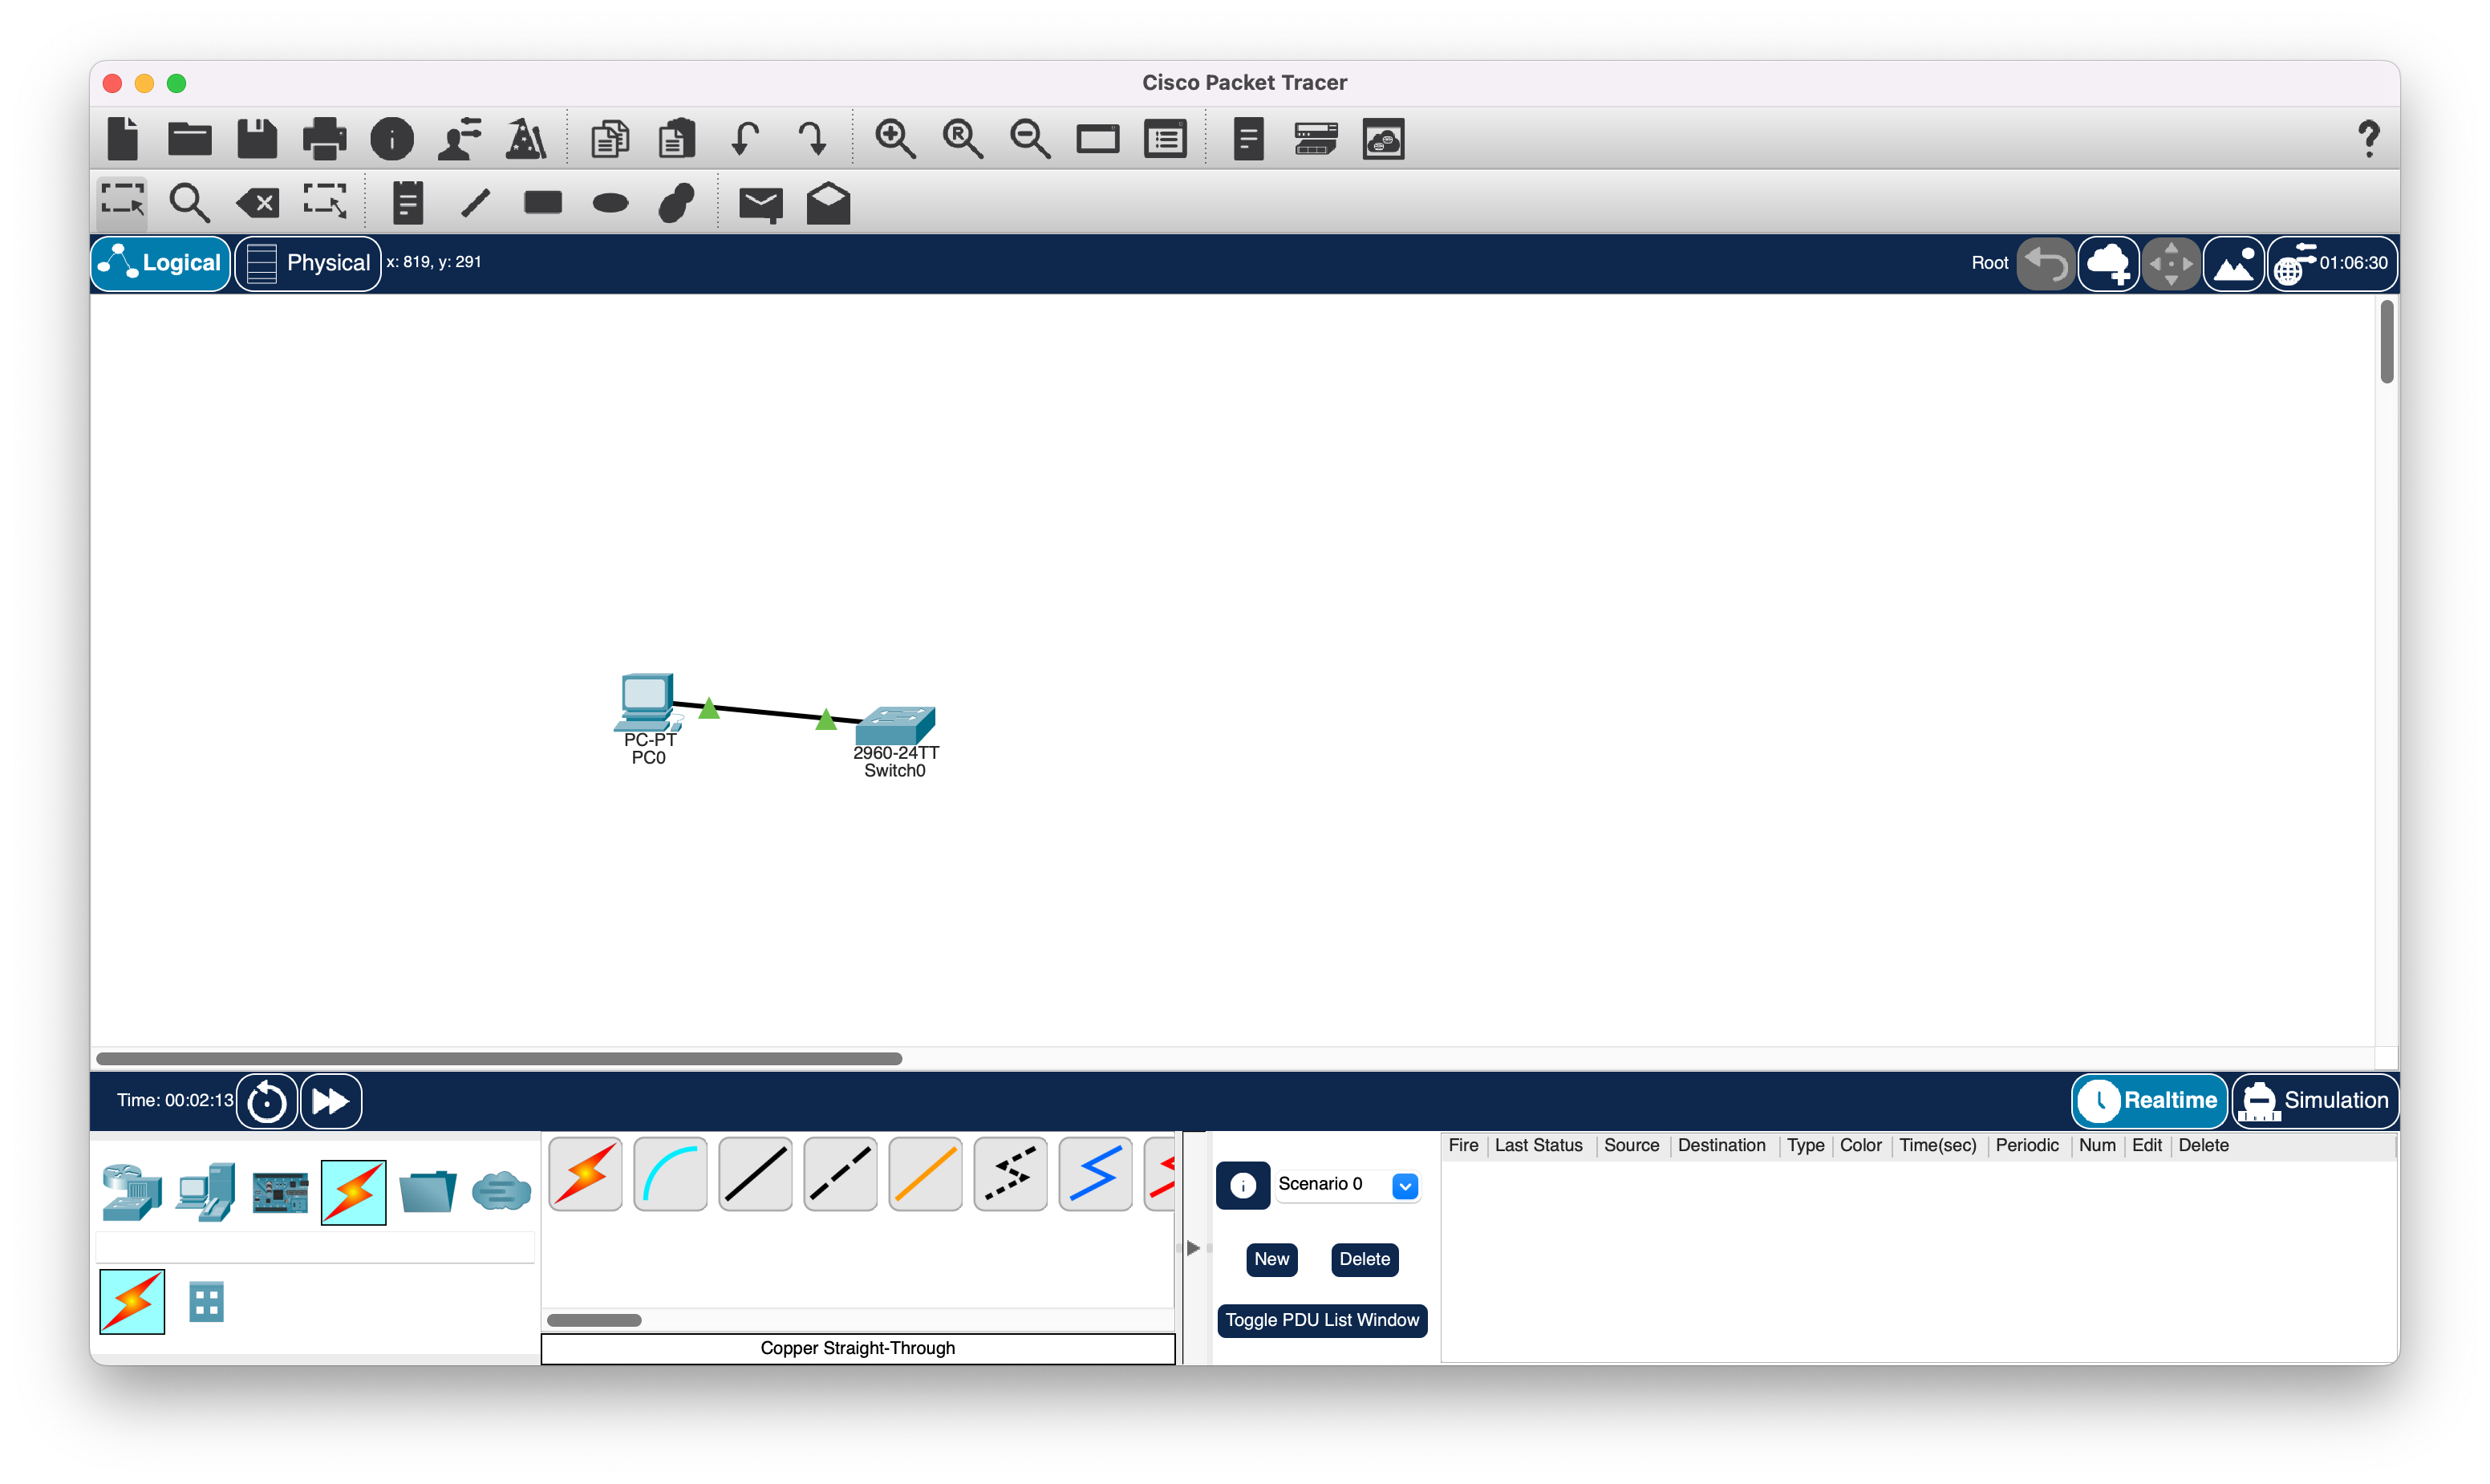 Cisco Packet Tracer
Logical
Physical
x: 819, y: 291
Root
01:06:30
PC-PT
PC0
2960-24TT
Switch0
Time: 00:02:13
Realtime
Simulation
Fire Last Status Source Destination Type Color Time(sec) Periodic Num Edit Delete
Scenario 0
New
Delete
Toggle PDU List Window
Copper Straight-Through